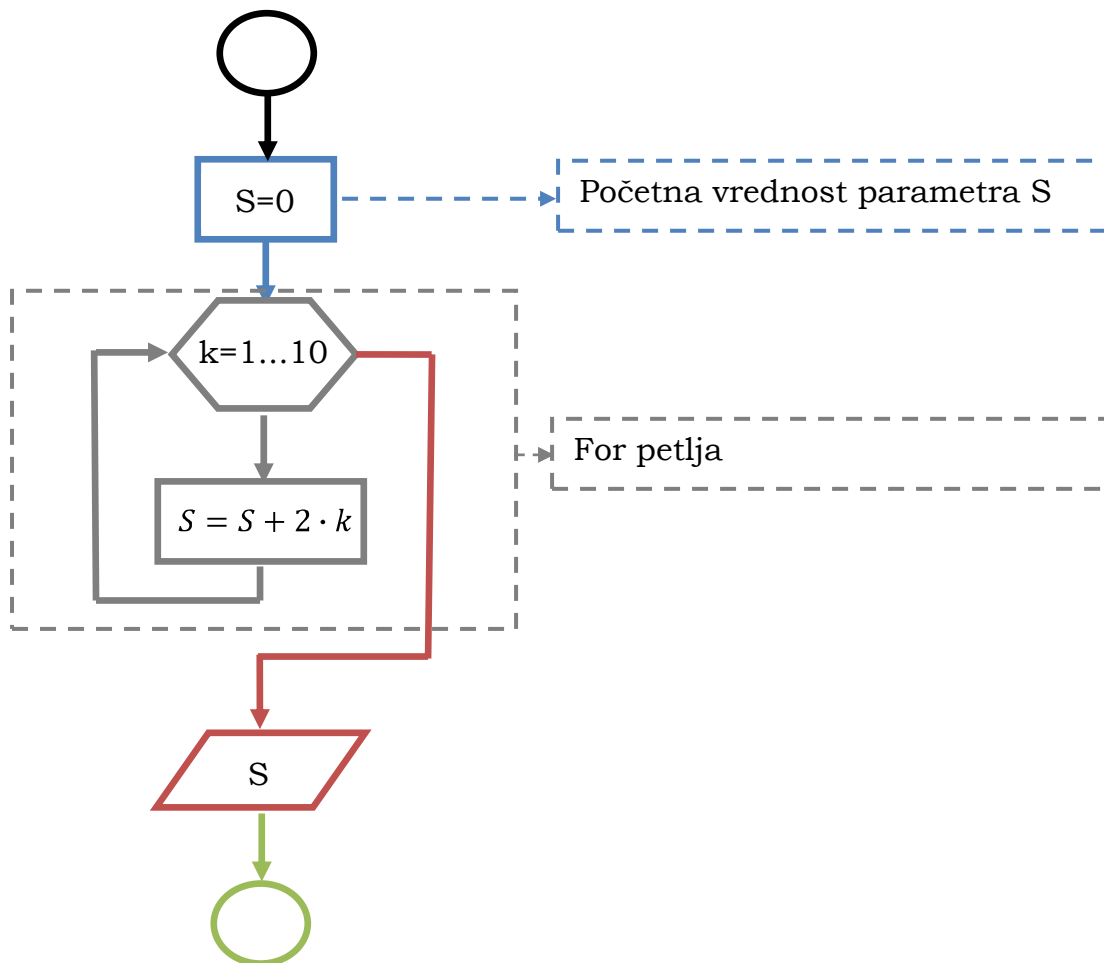 S=0
Početna vrednost parametra S
k=1...10
For petlja
S = S + 2 · k
S